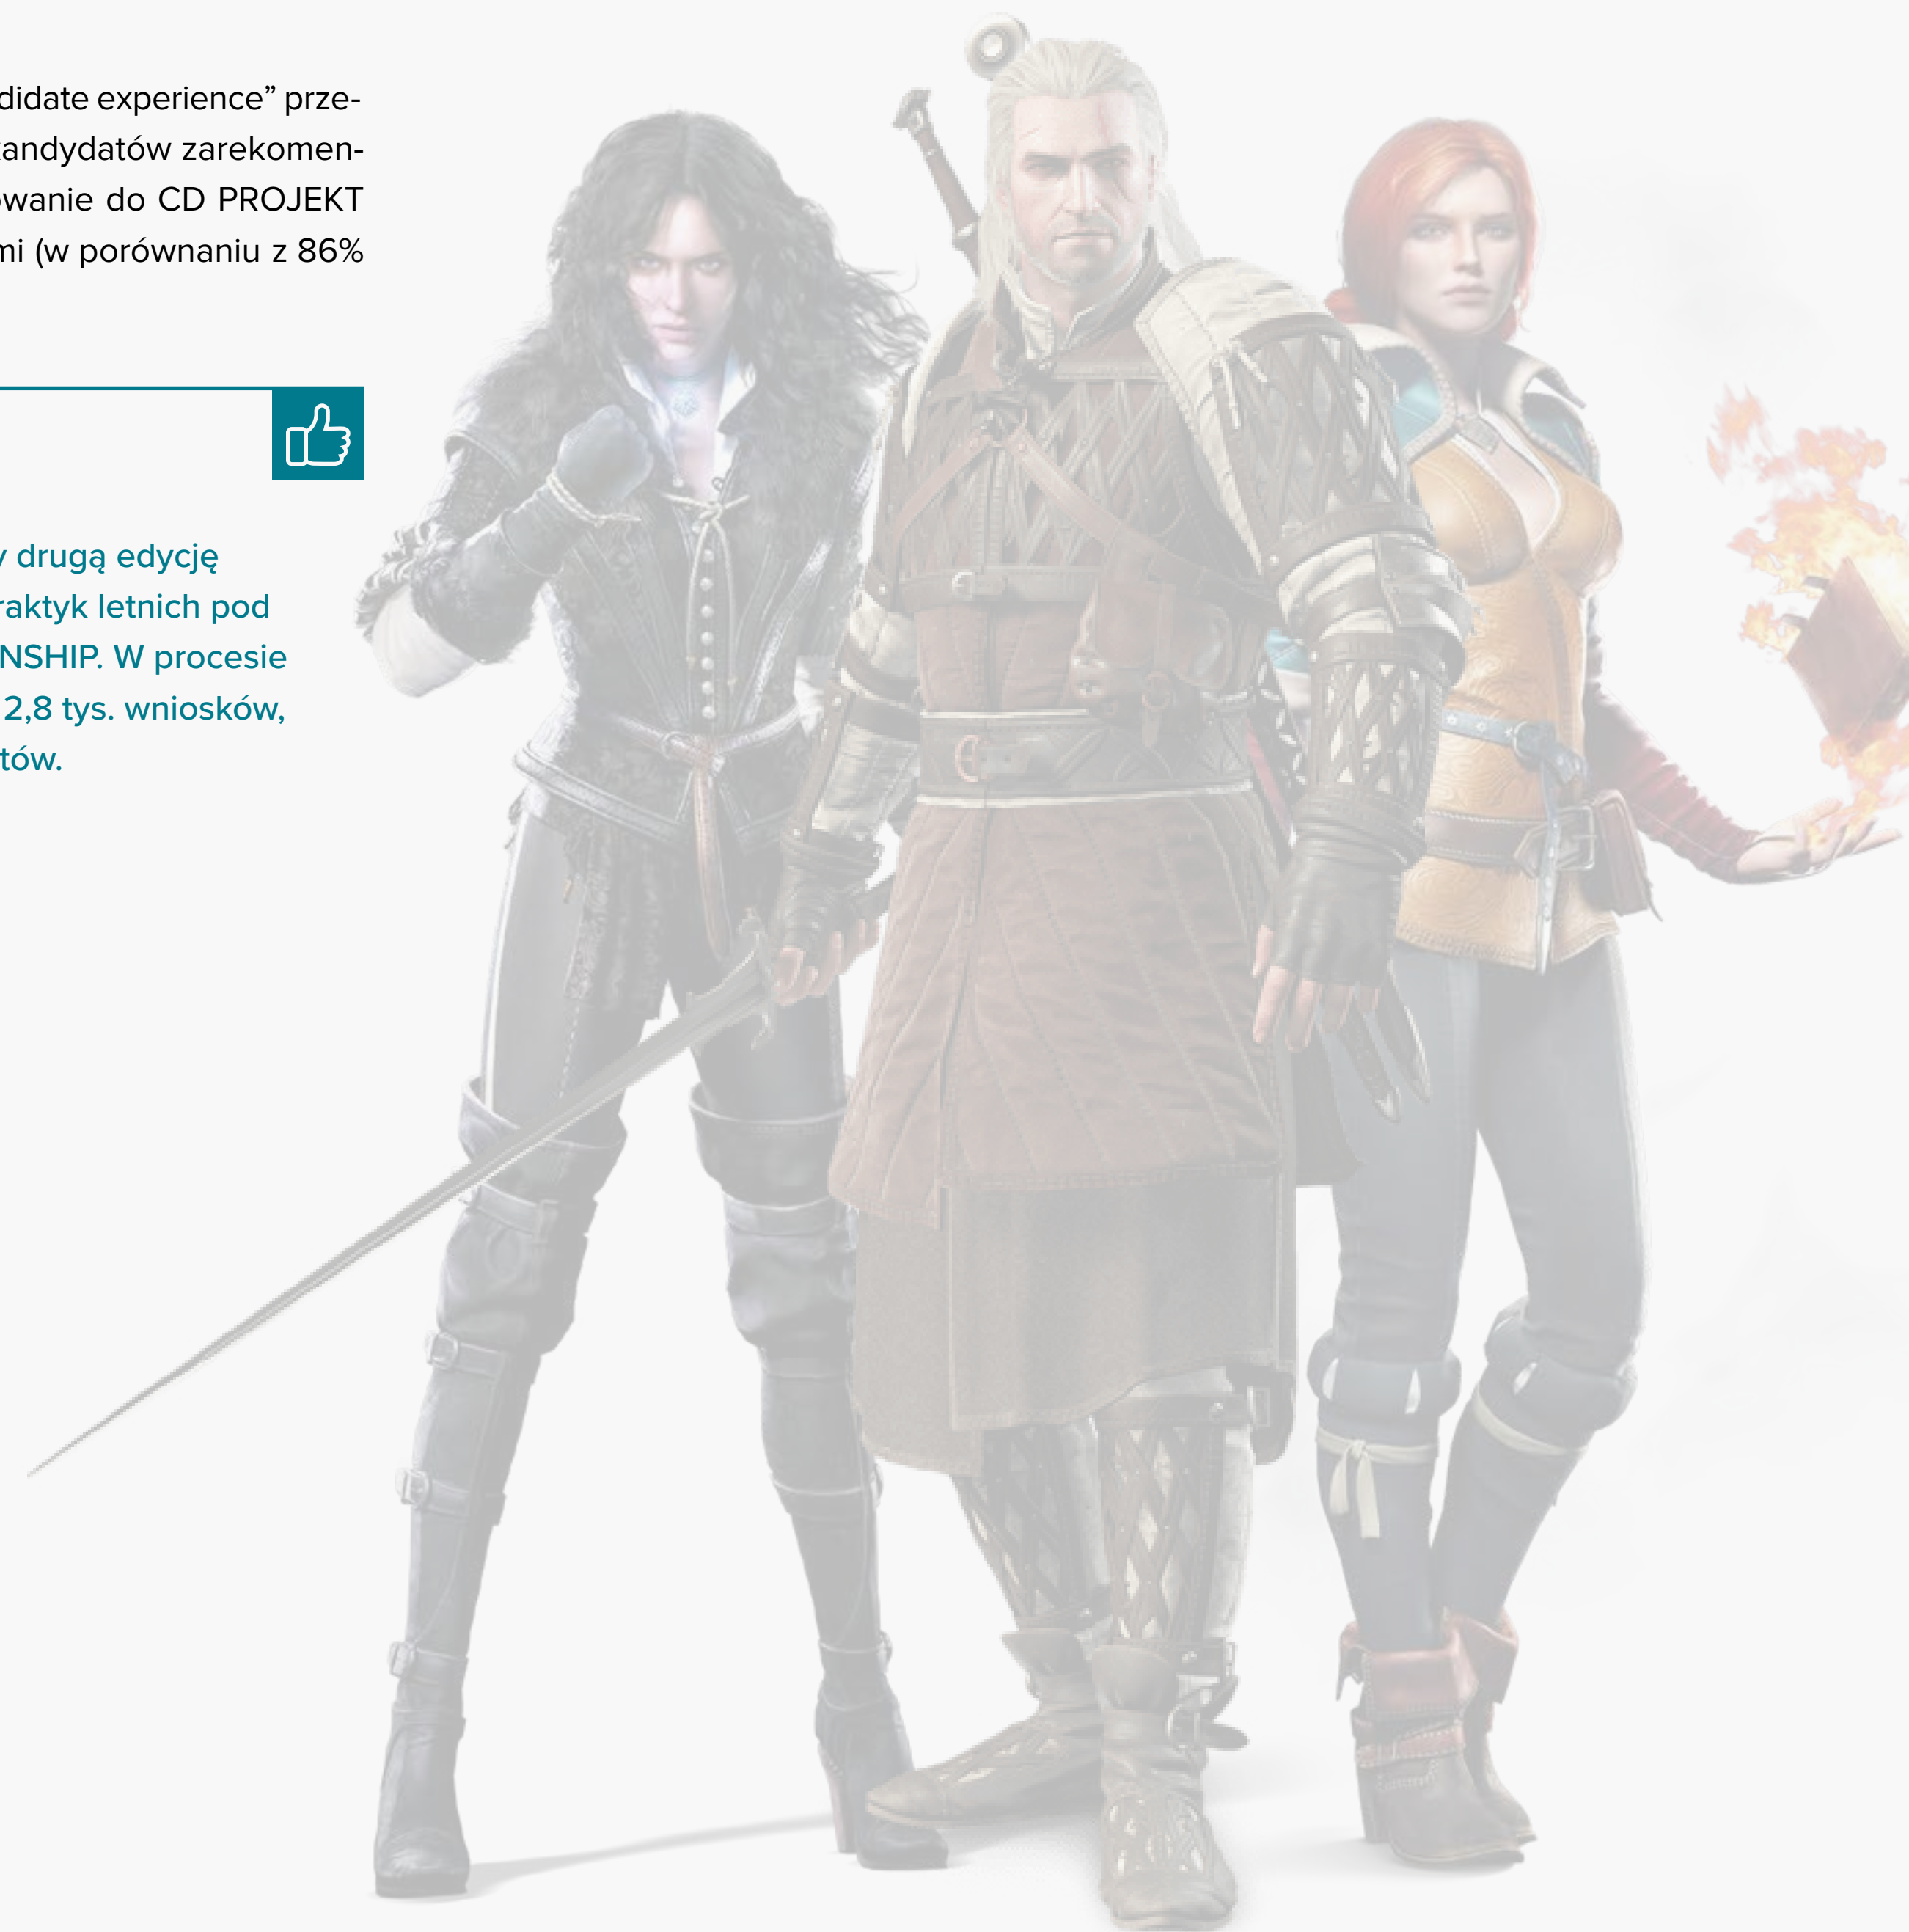 didate experience” prze-
andydatów zarekomen-
wanie do CD PROJEKT
mi (w porównaniu z 86%
drugą edycję
raktyk letnich pod
NSHIP. W procesie
2,8 tys. wniosków,
tów.